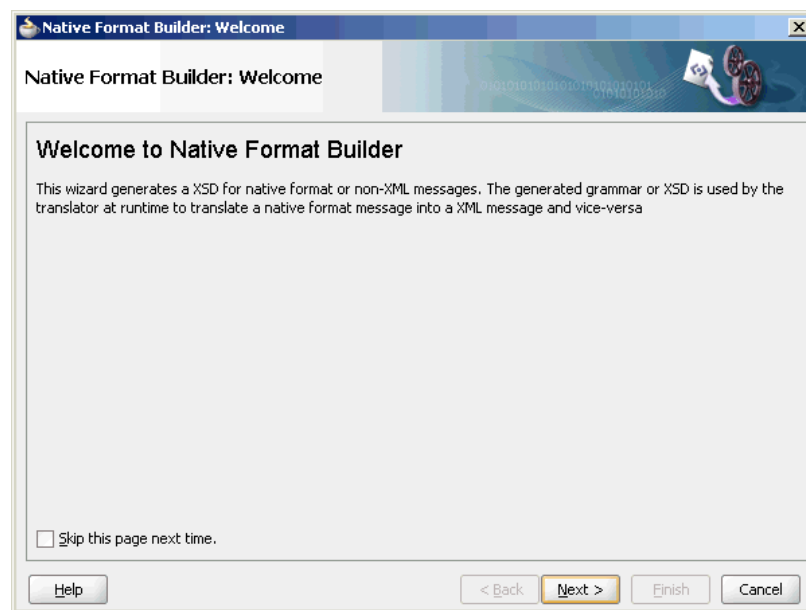 Native Format Builder: Welcome
Native Format Builder: Welcome
Welcome to Native Format Builder
This wizard generates a XSD for native format or non-XML messages. The generated grammar or XSD is used by the
translator at runtime to translate a native format message into a XML message and vice-versa
Skip this page next time.
Help
< Back
Next >
Finish
Cancel